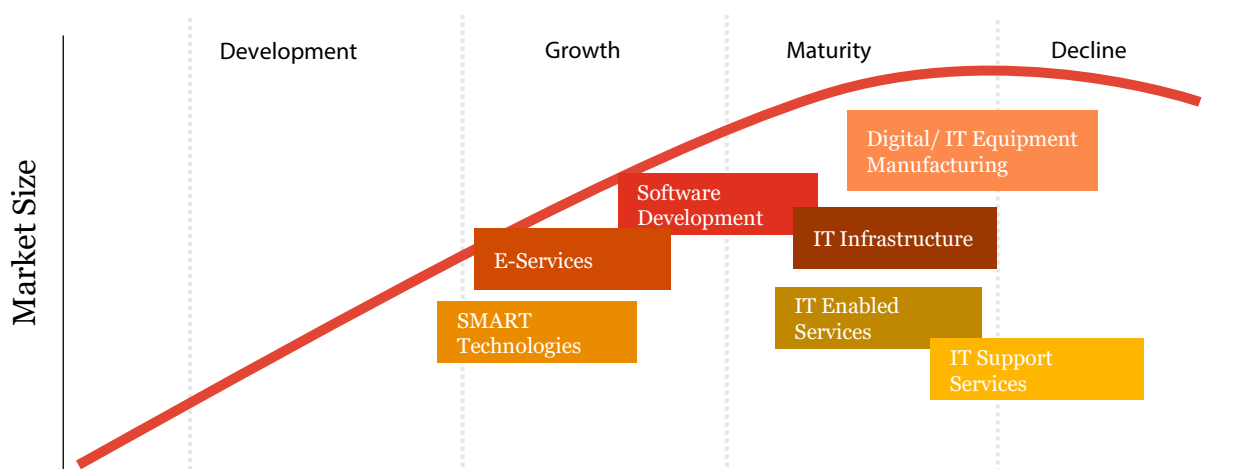 Development
Growth
Maturity
Decline
Market Size
Digital/ IT Equipment
Manufacturing
Software
Development
IT Infrastructure
E-Services
SMART
Technologies
IT Enabled
Services
IT Support
Services